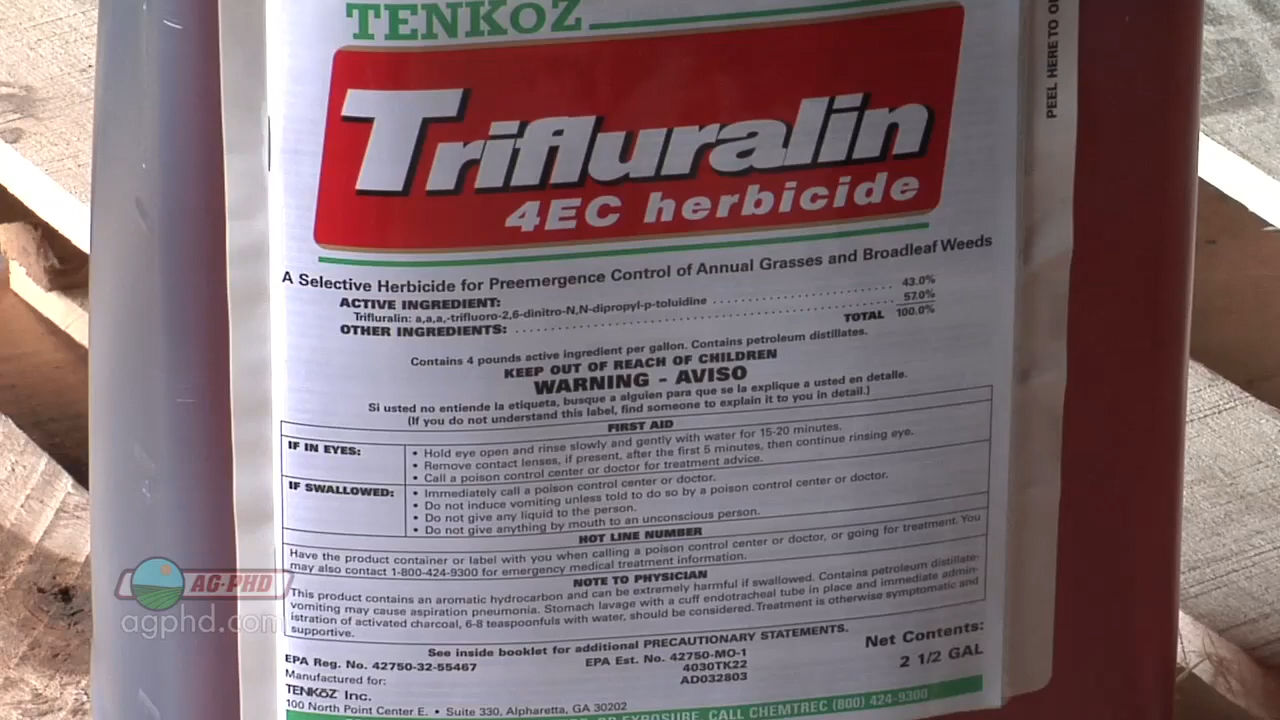 TENKOZ
Trifluralin
4EC herbicide
PEEL HERE TO
A Selective Herbicide for Preemergence Control of Annual Grasses and Broadleaf Weeds
ACTIVE INGREDIENT:
Trifluralin: a,a,a,-trifluoro-2,6-dinitro-N,N-dipropyl-p-toluidine ........................ 43.0%
OTHER INGREDIENTS: ........................ 57.0%
TOTAL 100.0%
Contains 4 pounds active ingredient per gallon. Contains petroleum distillates.
KEEP OUT OF REACH OF CHILDREN
WARNING - AVISO
Si usted no entiende la etiqueta, busque a alguien para que se la explique a usted en detalle.
(If you do not understand this label, find someone to explain it to you in detail.)
FIRST AID
IF IN EYES:
• Hold eye open and rinse slowly and gently with water for 15-20 minutes.
• Remove contact lenses, if present, after the first 5 minutes, then continue rinsing eye.
• Call a poison control center or doctor for treatment advice.
IF SWALLOWED:
• Immediately call a poison control center or doctor.
• Do not induce vomiting unless told to do so by a poison control center or doctor.
• Do not give any liquid to the person.
• Do not give anything by mouth to an unconscious person.
HOT LINE NUMBER
Have the product container or label with you when calling a poison control center or doctor, or going for treatment. You
may also contact 1-800-424-9300 for emergency medical treatment information.
NOTE TO PHYSICIAN
This product contains an aromatic hydrocarbon and can be extremely harmful if swallowed. Contains petroleum distillate-
vomiting may cause aspiration pneumonia. Stomach lavage with a cuff endotracheal tube in place and immediate admin-
istration of activated charcoal, 6-8 teaspoonfuls with water, should be considered. Treatment is otherwise symptomatic and
supportive.
See inside booklet for additional PRECAUTIONARY STATEMENTS.
EPA Reg. No. 42750-32-55467
EPA Est. No. 42750-MO-1
4030TK22
AD032803
Net Contents:
2 1/2 GAL
Manufactured for:
TENKOZ Inc.
100 North Point Center E. • Suite 330, Alpharetta, GA 30202
EXPOSURE, CALL CHEMTREC (800) 424-9300
AG-PHD
agphd.com